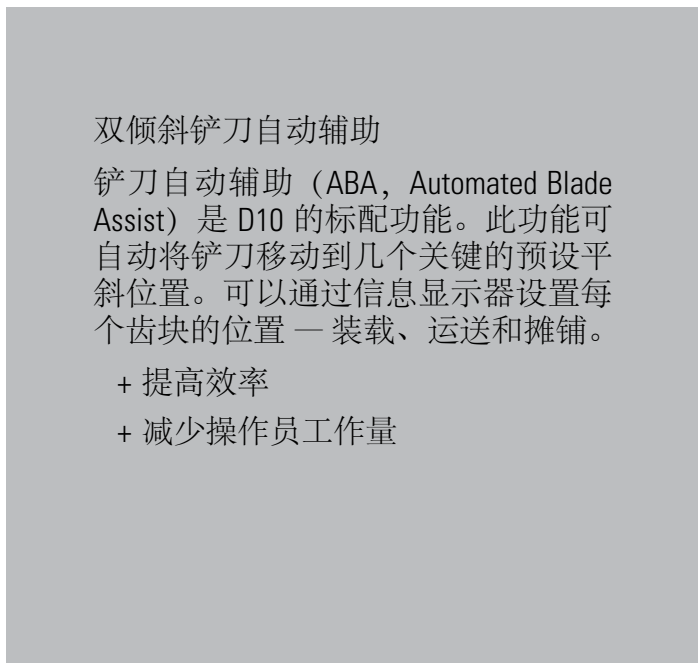 双倾斜铲刀自动辅助
铲刀自动辅助（ABA，Automated Blade
Assist）是 D10 的标配功能。此功能可
自动将铲刀移动到几个关键的预设平
斜位置。可以通过信息显示器设置每
个齿块的位置 — 装载、运送和摊铺。
+ 提高效率
+ 减少操作员工作量